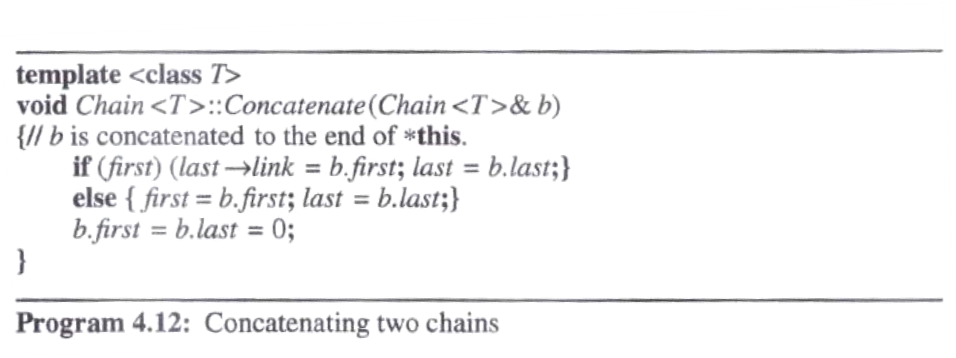 template <class T>
void Chain <T>::Concatenate(Chain <T>& b)
{// b is concatenated to the end of *this.
if (first) (last→link = b.first; last = b.last;}
else { first = b.first; last = b.last;}
b.first = b.last = 0;
}
Program 4.12: Concatenating two chains